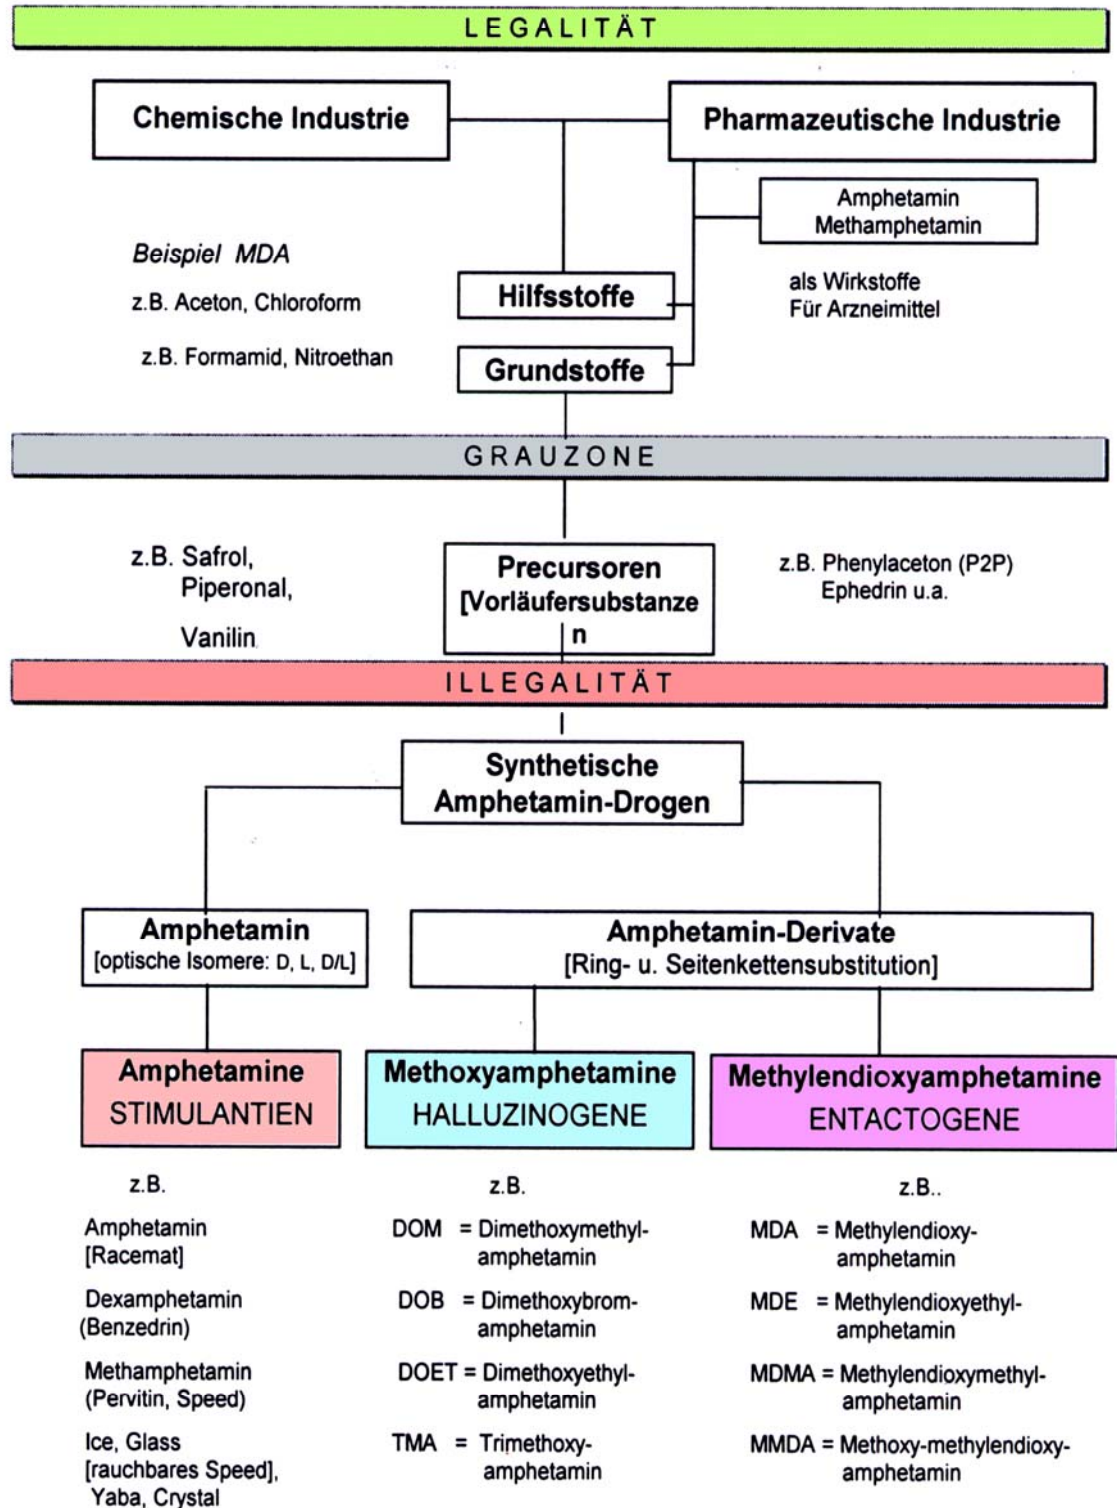 LEGALITÄT
Chemische Industrie
Pharmazeutische Industrie
Amphetamin
Methamphetamin
Beispiel MDA
als Wirkstoffe
Für Arzneimittel
z.B. Aceton, Chloroform
Hilfsstoffe
z.B. Formamid, Nitroethan
Grundstoffe
GRAUZONE
z.B. Safrol,
Piperonal,
Vanilin
Precursoren
[Vorläufersubstanze
n
z.B. Phenylaceton (P2P)
Ephedrin u.a.
ILLEGALITÄT
Synthetische
Amphetamin-Drogen
Amphetamin
[optische Isomere: D, L, D/L]
Amphetamin-Derivate
[Ring- u. Seitenkettensubstitution]
Amphetamine
STIMULANTIEN
Methoxyamphetamine
HALLUZINOGENE
Methylendioxyamphetamine
ENTACTOGENE
z.B.
Amphetamin
[Racemat]
Dexamphetamin
(Benzedrin)
Methamphetamin
(Pervitin, Speed)
Ice, Glass
[rauchbares Speed],
Yaba, Crystal
z.B.
DOM = Dimethoxymethyl-
amphetamin
DOB = Dimethoxybrom-
amphetamin
DOET = Dimethoxyethyl-
amphetamin
TMA = Trimethoxy-
amphetamin
z.B..
MDA = Methylendioxy-
amphetamin
MDE = Methylendioxyethyl-
amphetamin
MDMA = Methylendioxymethyl-
amphetamin
MMDA = Methoxy-methylendioxy-
amphetamin